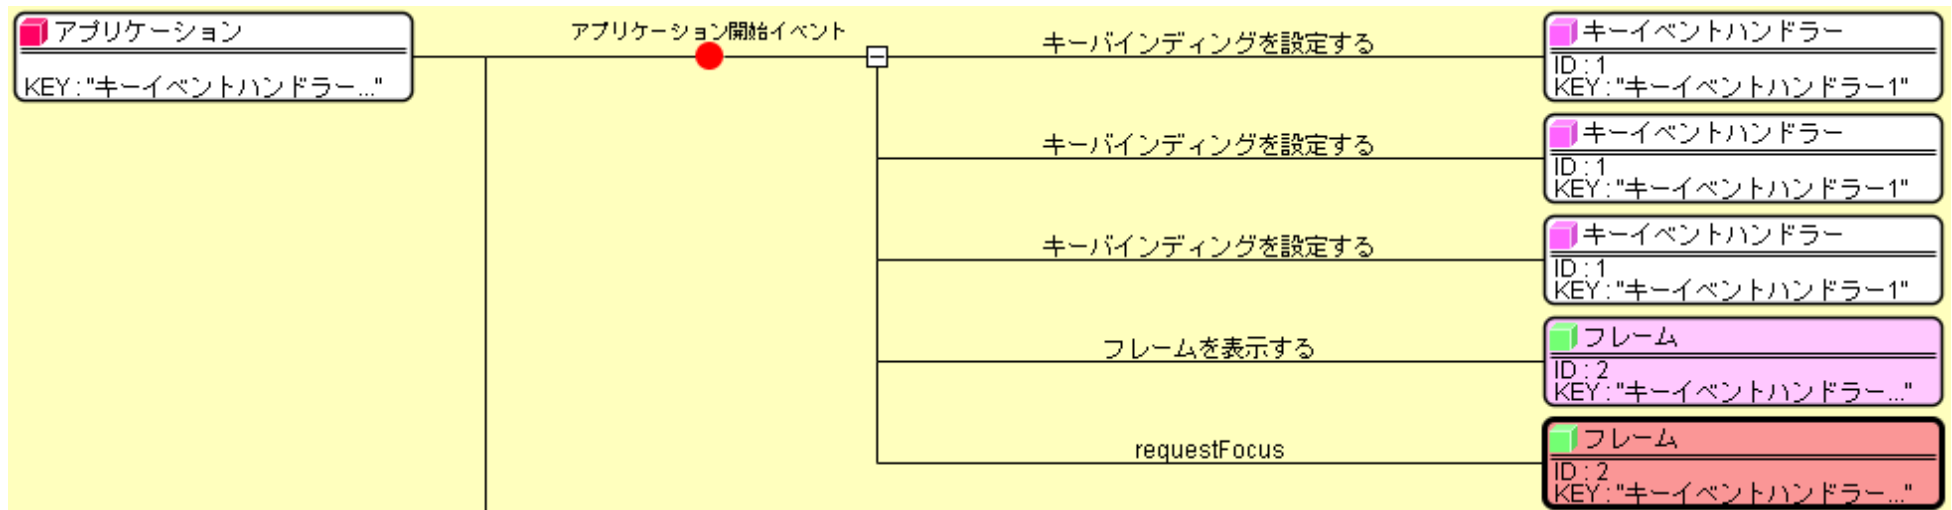 アプリケーション
KEY : "キーイベントハンドラー..."
アプリケーション開始イベント
キーバインディングを設定する
キーイベントハンドラー
ID : 1
KEY : "キーイベントハンドラー1"
キーバインディングを設定する
キーイベントハンドラー
ID : 1
KEY : "キーイベントハンドラー1"
キーバインディングを設定する
キーイベントハンドラー
ID : 1
KEY : "キーイベントハンドラー1"
フレームを表示する
フレーム
ID : 2
KEY : "キーイベントハンドラー..."
requestFocus
フレーム
ID : 2
KEY : "キーイベントハンドラー..."